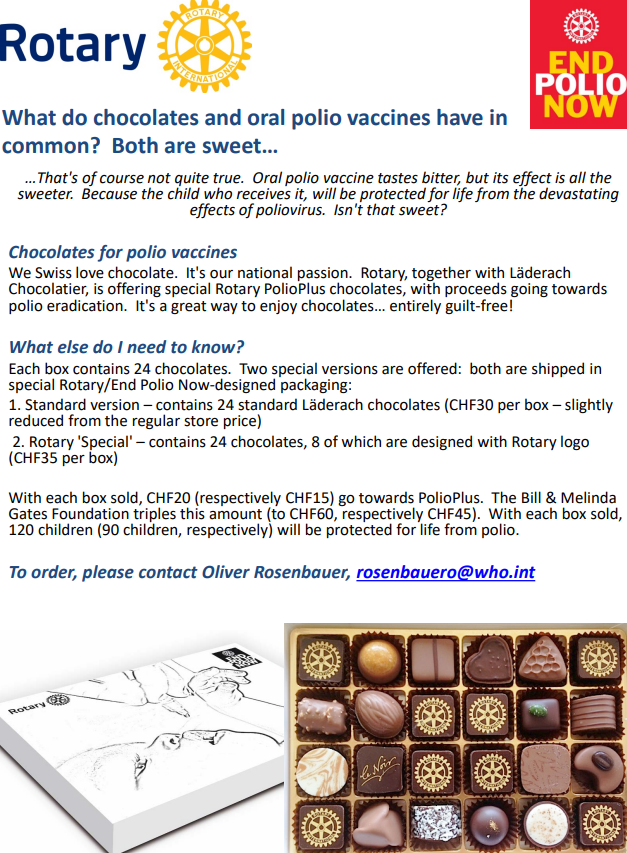 Rotary
ROTARY
INTERNATIONAL
END
POLIO
NOW
What do chocolates and oral polio vaccines have in
common?  Both are sweet…
…That's of course not quite true.  Oral polio vaccine tastes bitter, but its effect is all the
sweeter.  Because the child who receives it, will be protected for life from the devastating
effects of poliovirus.  Isn't that sweet?
Chocolates for polio vaccines
We Swiss love chocolate.  It's our national passion.  Rotary, together with Läderach
Chocolatier, is offering special Rotary PolioPlus chocolates, with proceeds going towards
polio eradication.  It's a great way to enjoy chocolates… entirely guilt-free!
What else do I need to know?
Each box contains 24 chocolates.  Two special versions are offered:  both are shipped in
special Rotary/End Polio Now-designed packaging:
1. Standard version – contains 24 standard Läderach chocolates (CHF30 per box – slightly
reduced from the regular store price)
2. Rotary 'Special' – contains 24 chocolates, 8 of which are designed with Rotary logo
(CHF35 per box)
With each box sold, CHF20 (respectively CHF15) go towards PolioPlus.  The Bill & Melinda
Gates Foundation triples this amount (to CHF60, respectively CHF45).  With each box sold,
120 children (90 children, respectively) will be protected for life from polio.
To order, please contact Oliver Rosenbauer, rosenbauero@who.int
Rotary
END
POLIO
NOW
le Noir